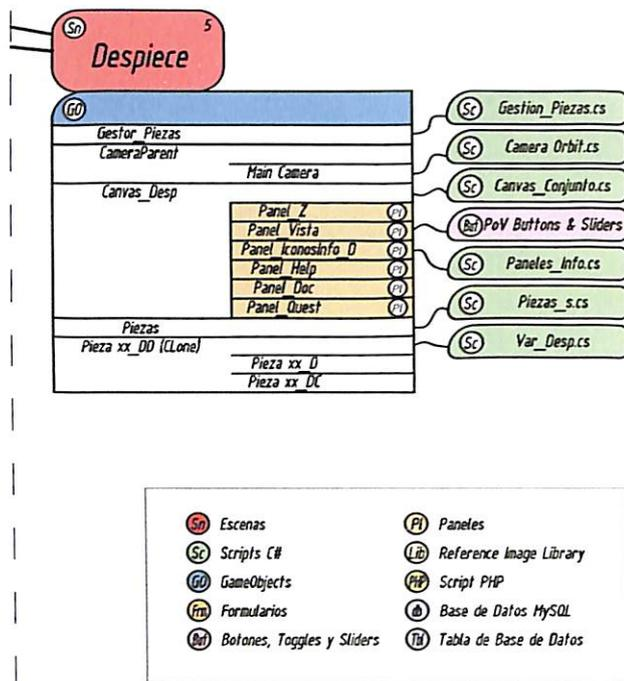 Sn 5
Despiece
GO
Gestor_Piezas
Sc Gestion_Piezas.cs
CameraParent
Main Camera
Sc Camera Orbit.cs
Canvas_Desp
Sc Canvas_Conjunto.cs
Panel_Z Pl
Panel_Vista Pl
But PoV Buttons & Sliders
Panel_IconosInfo_D Pl
Sc Paneles_Info.cs
Panel_Help Pl
Panel_Doc Pl
Panel_Quest Pl
Piezas
Sc Piezas_s.cs
Pieza xx_DD (CLone)
Sc Var_Desp.cs
Pieza xx_D
Pieza xx_DC
Sn Escenas
Sc Scripts C#
GO GameObjects
Frm Formularios
But Botones, Toggles y Sliders
Pl Paneles
Lib Reference Image Library
PHP Script PHP
db Base de Datos MySQL
Tbl Tabla de Base de Datos